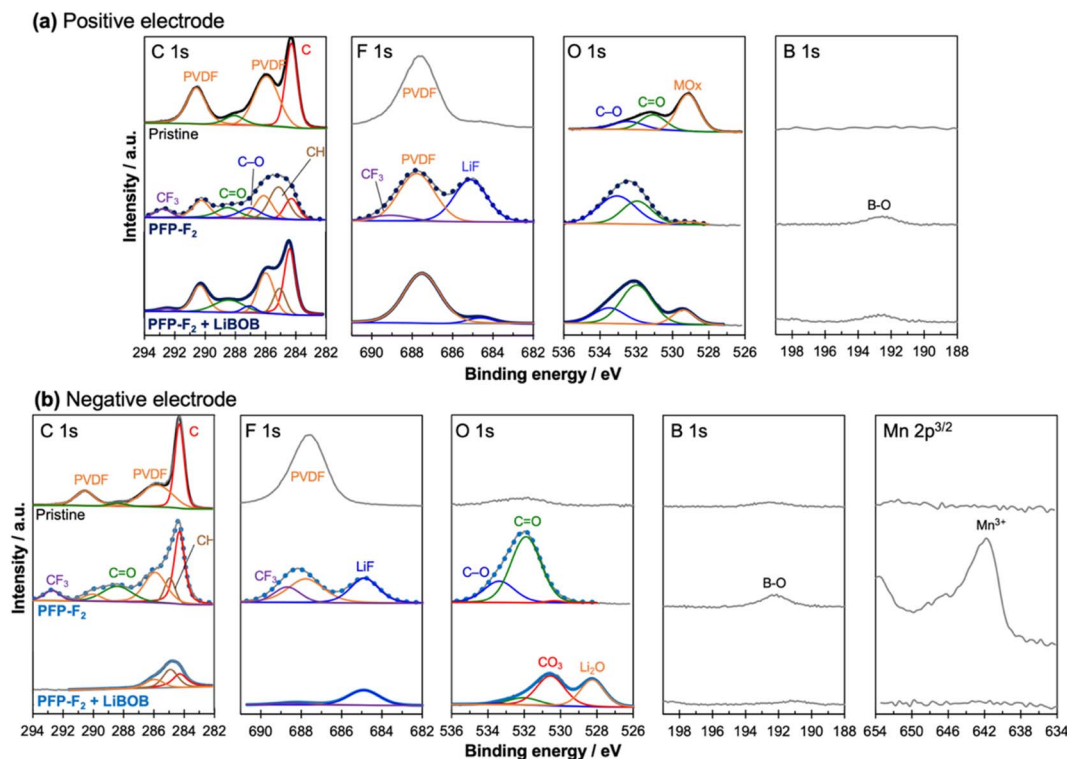 (a) Positive electrode
Intensity / a.u.
C 1s
C
PVDF
PVDF
Pristine
CH
C–O
C=O
CF₃
PFP-F₂
PFP-F₂ + LiBOB
294 292 290 288 286 284 282
F 1s
PVDF
CF₃
PVDF
LiF
690 688 686 684 682
O 1s
MOx
C=O
C–O
536 534 532 530 528 526
B 1s
B-O
198 196 194 192 190 188
Binding energy / eV
(b) Negative electrode
Intensity / a.u.
C 1s
C
PVDF
PVDF
Pristine
CH
CF₃
C=O
PFP-F₂
PFP-F₂ + LiBOB
294 292 290 288 286 284 282
F 1s
PVDF
CF₃
LiF
690 688 686 684 682
O 1s
C=O
C–O
CO₃
Li₂O
536 534 532 530 528 526
B 1s
B-O
198 196 194 192 190 188
Mn 2p³/²
Mn³⁺
654 650 646 642 638 634
Binding energy / eV